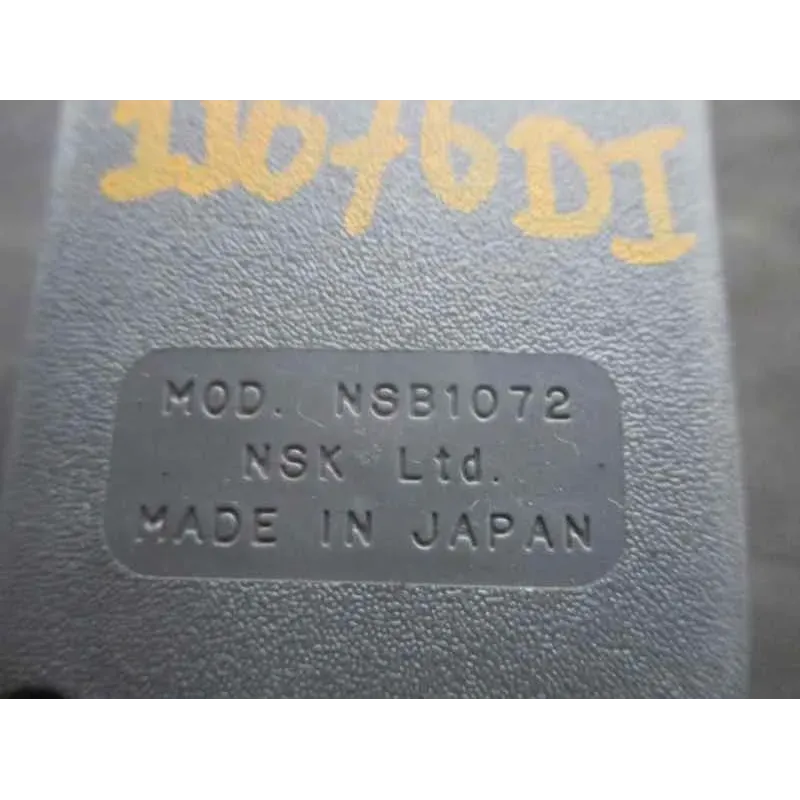 MOD. NSB1072
NSK Ltd.
MADE IN JAPAN